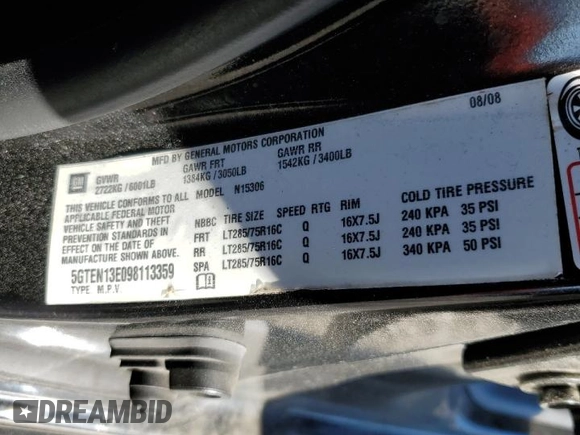 08/08
MFD BY GENERAL MOTORS CORPORATION
GM
GVWR GAWR FRT GAWR RR
2722KG/6001LB 1384KG/3050LB 1542KG/3400LB
THIS VEHICLE CONFORMS TO ALL MODEL N15306
APPLICABLE FEDERAL MOTOR
VEHICLE SAFETY AND THEFT
PREVENTION STANDARDS IN
EFFECT ON THE DATE OF
MANUFACTURE SHOWN ABOVE.
5GTEN13E098113359
TYPE M.P.V.
NBBC TIRE SIZE SPEED RTG RIM COLD TIRE PRESSURE
FRT LT285/75R16C Q 16X7.5J 240 KPA 35 PSI
RR LT285/75R16C Q 16X7.5J 240 KPA 35 PSI
SPA LT285/75R16C Q 16X7.5J 340 KPA 50 PSI
DREAMBID